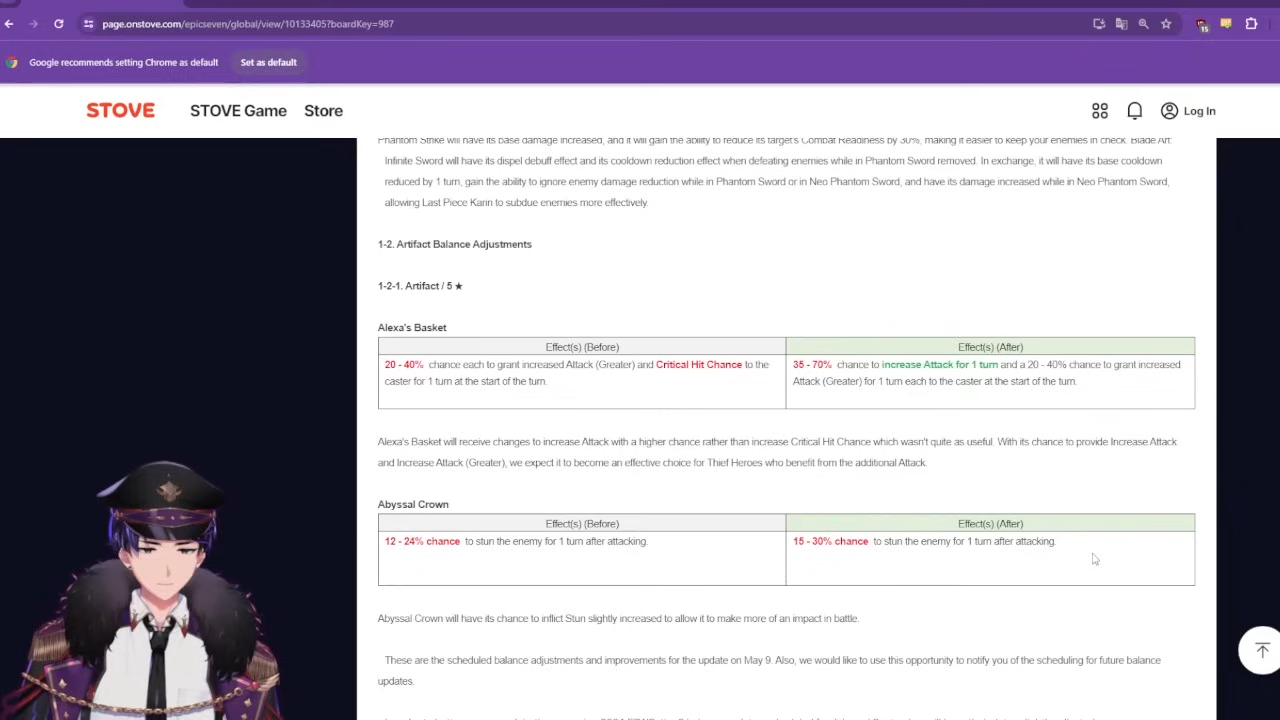 page.onstove.com/epicseven/global/view/10133405?boardKey=987
15
Google recommends setting Chrome as default
Set as default
STOVE
STOVE Game
Store
Log In
Phantom Strike will have its base damage increased, and it will gain the ability to reduce its target's Combat Readiness by 30%, making it easier to keep your enemies in check. Blade Art:
Infinite Sword will have its dispel debuff effect and its cooldown reduction effect when defeating enemies while in Phantom Sword removed. In exchange, it will have its base cooldown
reduced by 1 turn, gain the ability to ignore enemy damage reduction while in Phantom Sword or in Neo Phantom Sword, and have its damage increased while in Neo Phantom Sword,
allowing Last Piece Karin to subdue enemies more effectively.
1-2. Artifact Balance Adjustments
1-2-1. Artifact / 5 ★
Alexa's Basket
Effect(s) (Before)
Effect(s) (After)
20 - 40% chance each to grant increased Attack (Greater) and Critical Hit Chance to the
caster for 1 turn at the start of the turn.
35 - 70% chance to increase Attack for 1 turn and a 20 - 40% chance to grant increased
Attack (Greater) for 1 turn each to the caster at the start of the turn.
Alexa's Basket will receive changes to increase Attack with a higher chance rather than increase Critical Hit Chance which wasn't quite as useful. With its chance to provide Increase Attack
and Increase Attack (Greater), we expect it to become an effective choice for Thief Heroes who benefit from the additional Attack.
Abyssal Crown
Effect(s) (Before)
Effect(s) (After)
12 - 24% chance to stun the enemy for 1 turn after attacking.
15 - 30% chance to stun the enemy for 1 turn after attacking.
Abyssal Crown will have its chance to inflict Stun slightly increased to allow it to make more of an impact in battle.
These are the scheduled balance adjustments and improvements for the update on May 9. Also, we would like to use this opportunity to notify you of the scheduling for future balance
updates.